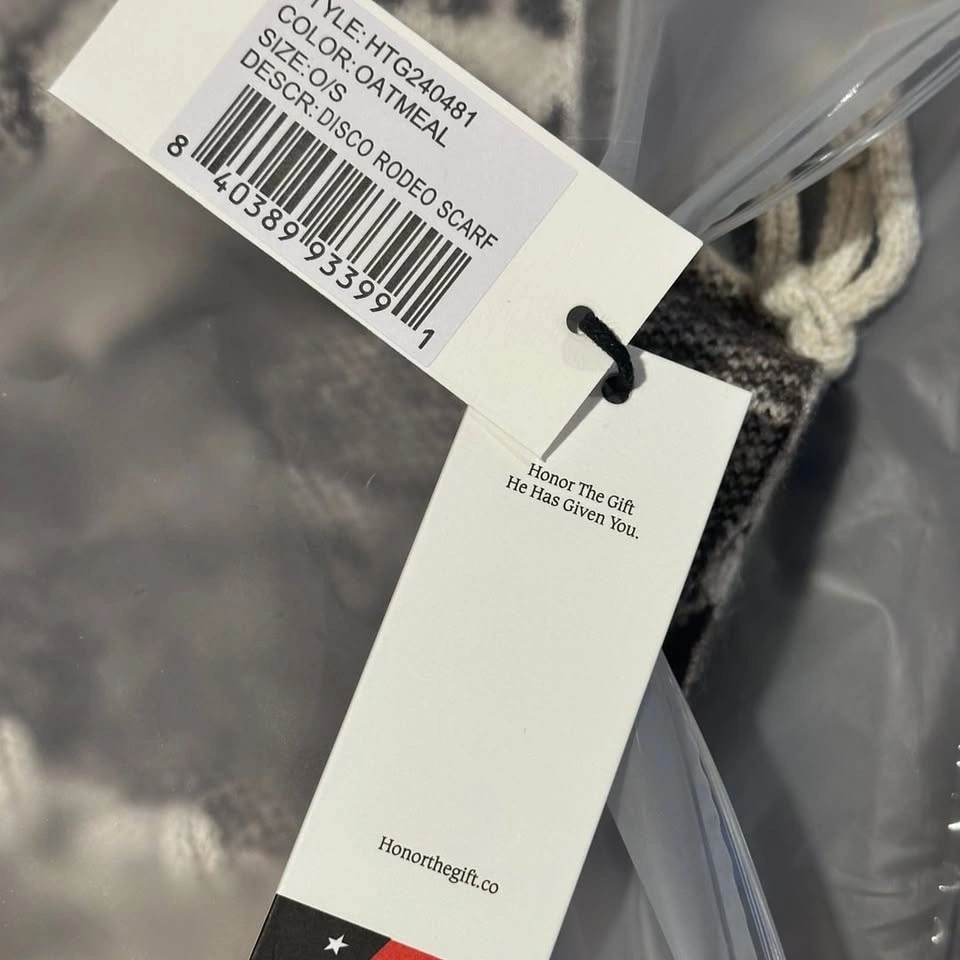 TYLE: HTG240481
COLOR: OATMEAL
SIZE: O/S
DESCR: DISCO RODEO SCARF
8 40389 93399 1
Honor The Gift
He Has Given You.
Honorthegift.co